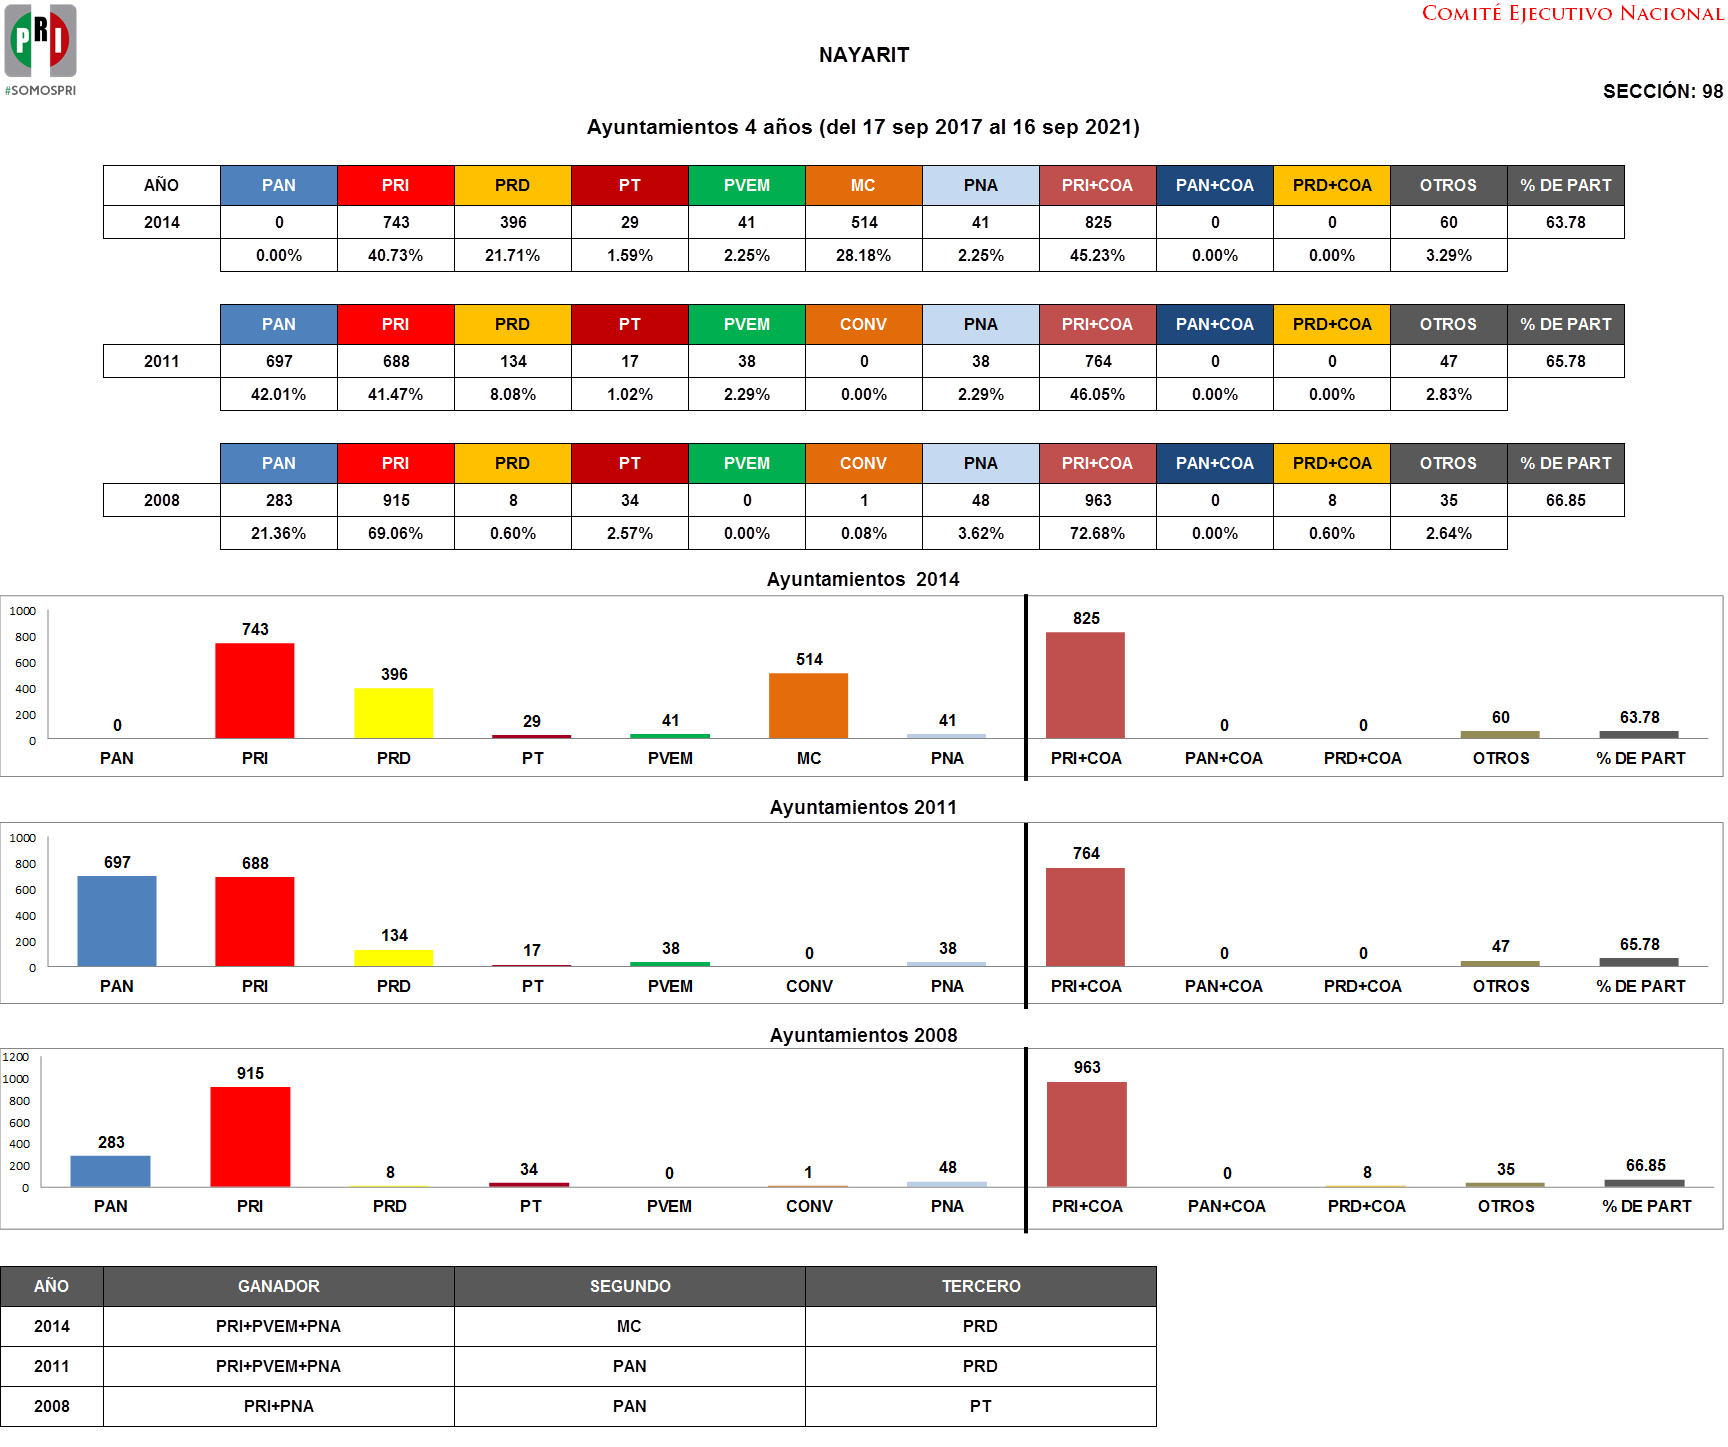 COMITÉ EJECUTIVO NACIONAL
PRI
#SOMOSPRI
NAYARIT
SECCIÓN: 98
Ayuntamientos 4 años (del 17 sep 2017 al 16 sep 2021)
AÑO PAN PRI PRD PT PVEM MC PNA PRI+COA PAN+COA PRD+COA OTROS % DE PART
2014 0 743 396 29 41 514 41 825 0 0 60 63.78
0.00% 40.73% 21.71% 1.59% 2.25% 28.18% 2.25% 45.23% 0.00% 0.00% 3.29%
PAN PRI PRD PT PVEM CONV PNA PRI+COA PAN+COA PRD+COA OTROS % DE PART
2011 697 688 134 17 38 0 38 764 0 0 47 65.78
42.01% 41.47% 8.08% 1.02% 2.29% 0.00% 2.29% 46.05% 0.00% 0.00% 2.83%
PAN PRI PRD PT PVEM CONV PNA PRI+COA PAN+COA PRD+COA OTROS % DE PART
2008 283 915 8 34 0 1 48 963 0 8 35 66.85
21.36% 69.06% 0.60% 2.57% 0.00% 0.08% 3.62% 72.68% 0.00% 0.60% 2.64%
Ayuntamientos 2014
1000
800
600
400
200
0
0 743 396 29 41 514 41 825 0 0 60 63.78
PAN PRI PRD PT PVEM MC PNA PRI+COA PAN+COA PRD+COA OTROS % DE PART
Ayuntamientos 2011
1000
800
600
400
200
0
697 688 134 17 38 0 38 764 0 0 47 65.78
PAN PRI PRD PT PVEM CONV PNA PRI+COA PAN+COA PRD+COA OTROS % DE PART
Ayuntamientos 2008
1200
1000
800
600
400
200
0
283 915 8 34 0 1 48 963 0 8 35 66.85
PAN PRI PRD PT PVEM CONV PNA PRI+COA PAN+COA PRD+COA OTROS % DE PART
AÑO GANADOR SEGUNDO TERCERO
2014 PRI+PVEM+PNA MC PRD
2011 PRI+PVEM+PNA PAN PRD
2008 PRI+PNA PAN PT